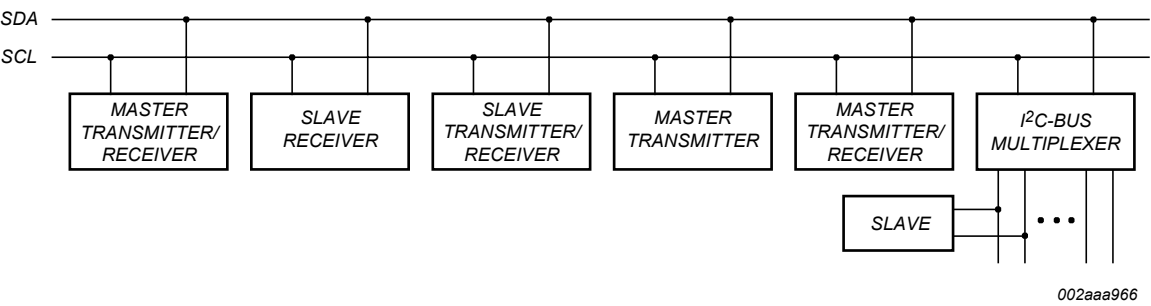 SDA
SCL
MASTER
TRANSMITTER/
RECEIVER
SLAVE
RECEIVER
SLAVE
TRANSMITTER/
RECEIVER
MASTER
TRANSMITTER
MASTER
TRANSMITTER/
RECEIVER
I²C-BUS
MULTIPLEXER
SLAVE
002aaa966